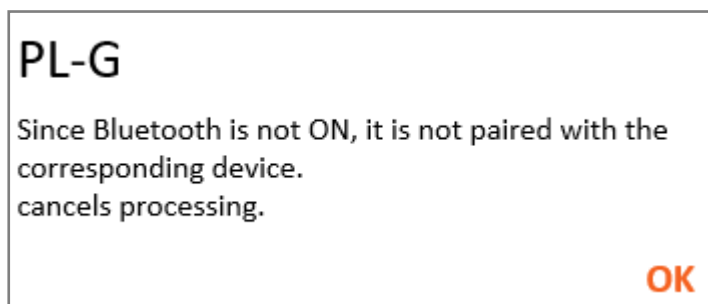 PL-G
Since Bluetooth is not ON, it is not paired with the
corresponding device.
cancels processing.
OK